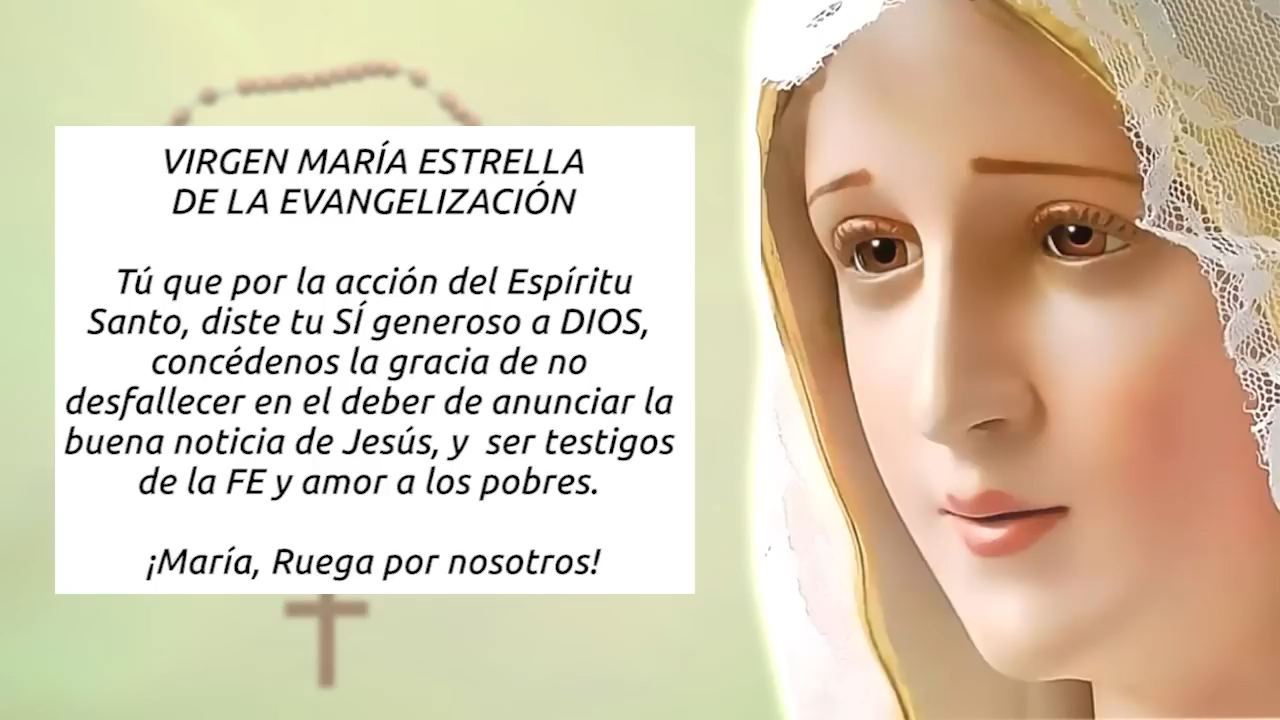 VIRGEN MARÍA ESTRELLA
DE LA EVANGELIZACIÓN
Tú que por la acción del Espíritu
Santo, diste tu SÍ generoso a DIOS,
concédenos la gracia de no
desfallecer en el deber de anunciar la
buena noticia de Jesús, y  ser testigos
de la FE y amor a los pobres.
¡María, Ruega por nosotros!